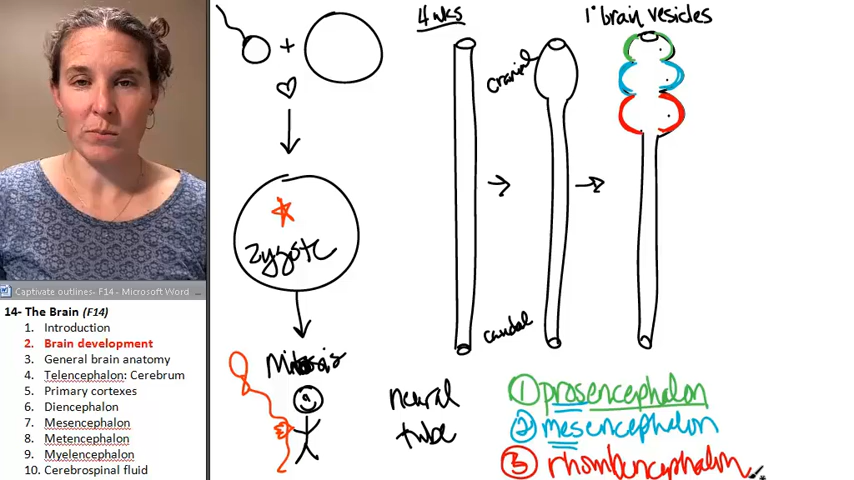 4 wks
1° brain vesicles
+
cranial
zygote
caudal
Mitosis
neural
tube
① prosencephalon
② mesencephalon
③ rhombencephalon
Captivate outlines- F14 - Microsoft Word
14- The Brain (F14)
1. Introduction
2. Brain development
3. General brain anatomy
4. Telencephalon: Cerebrum
5. Primary cortexes
6. Diencephalon
7. Mesencephalon
8. Metencephalon
9. Myelencephalon
10. Cerebrospinal fluid